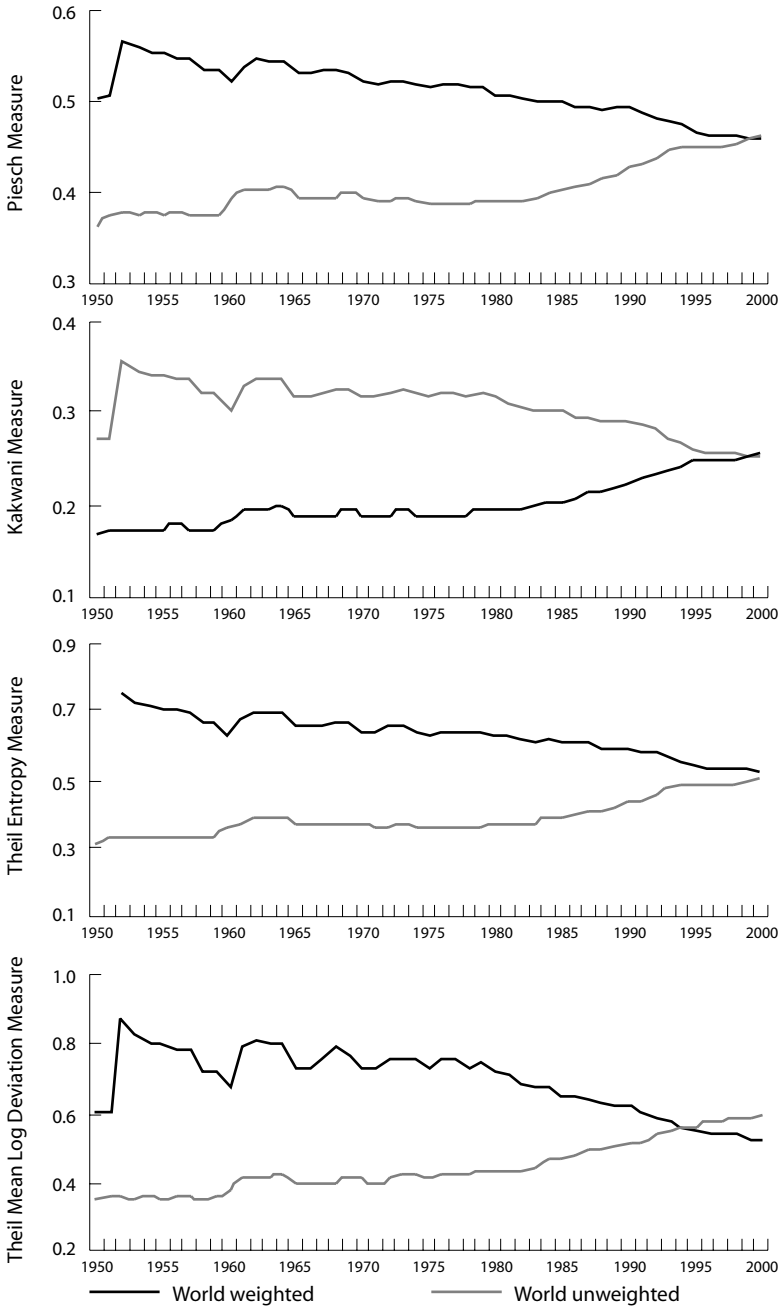 Piesch Measure
0.6
0.5
0.4
0.3
1950 1955 1960 1965 1970 1975 1980 1985 1990 1995 2000
Kakwani Measure
0.4
0.3
0.2
0.1
1950 1955 1960 1965 1970 1975 1980 1985 1990 1995 2000
Theil Entropy Measure
0.9
0.7
0.5
0.3
0.1
1950 1955 1960 1965 1970 1975 1980 1985 1990 1995 2000
Theil Mean Log Deviation Measure
1.0
0.8
0.6
0.4
0.2
1950 1955 1960 1965 1970 1975 1980 1985 1990 1995 2000
World weighted World unweighted